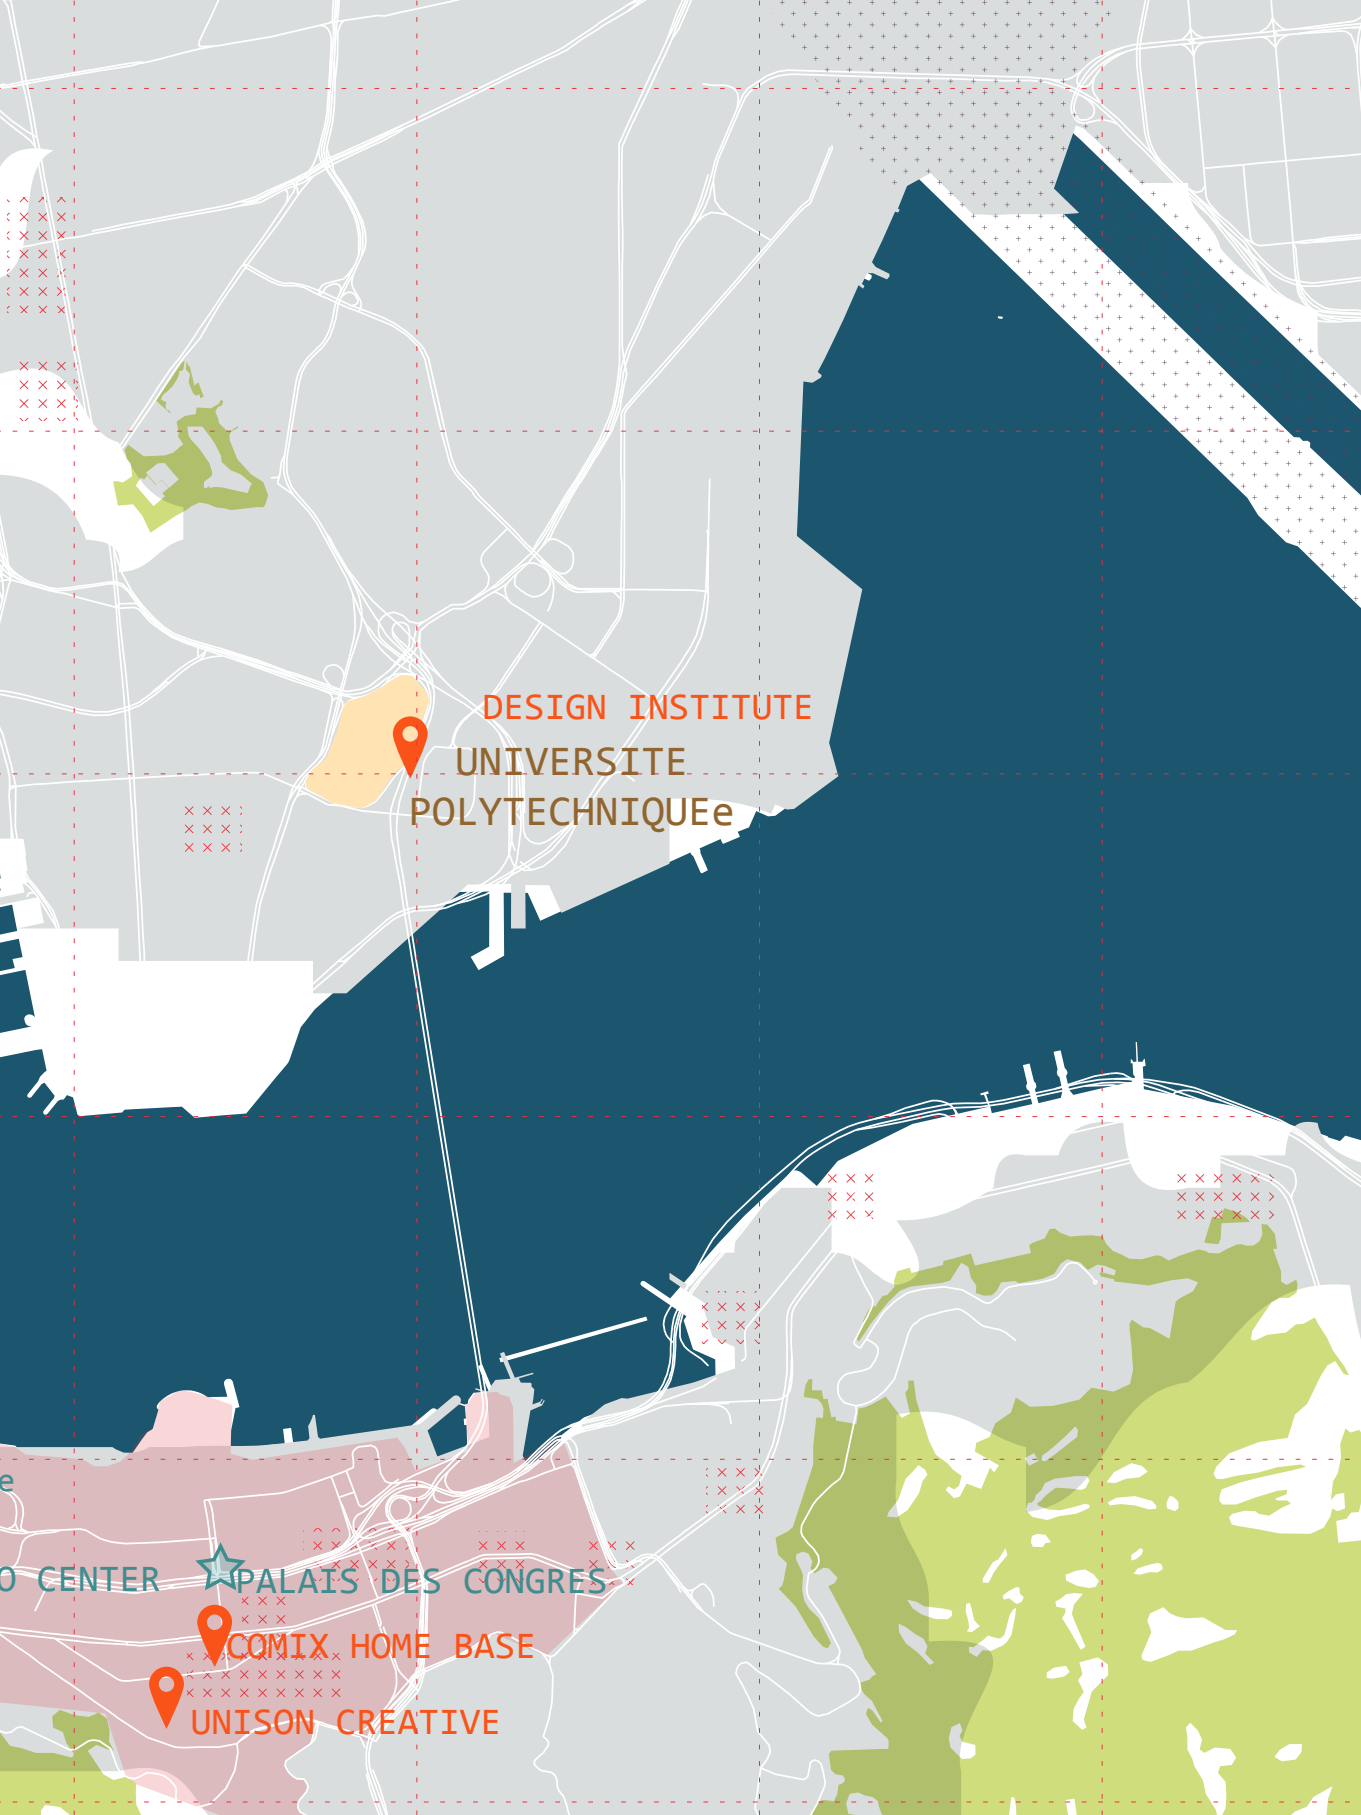 DESIGN INSTITUTE
UNIVERSITE
POLYTECHNIQUEe
e
O CENTER
PALAIS DES CONGRES
COMIX HOME BASE
UNISON CREATIVE